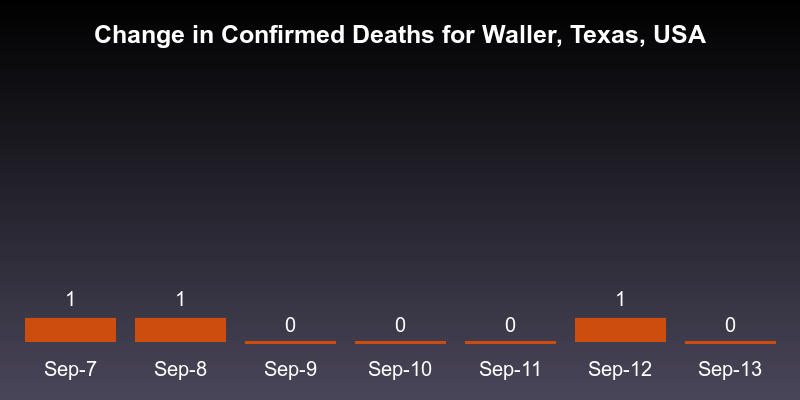 Change in Confirmed Deaths for Waller, Texas, USA
1 1 0 0 0 1 0
Sep-7 Sep-8 Sep-9 Sep-10 Sep-11 Sep-12 Sep-13